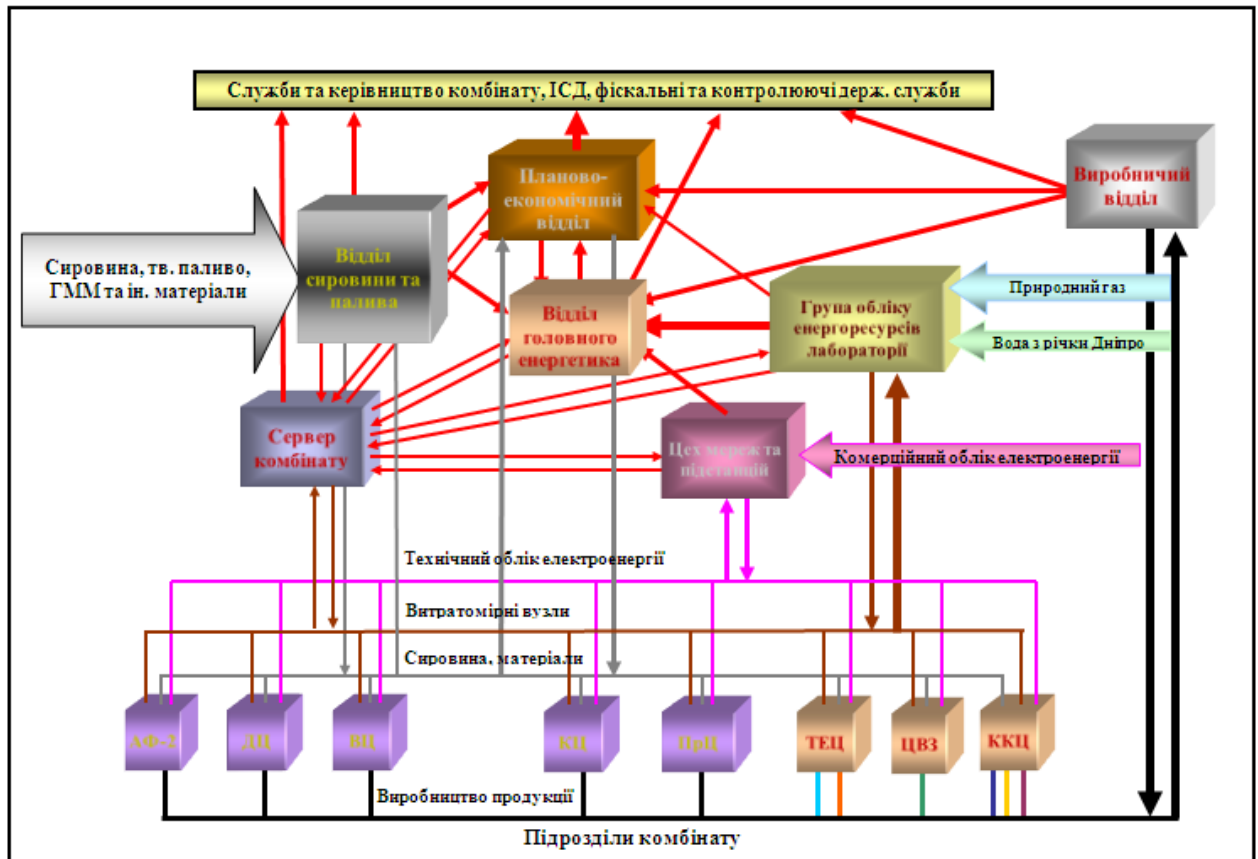 Служби та керівництво комбінату, ІСД, фіскальні та контролюючі держ. служби
Планово-
економічний
відділ
Виробничий
відділ
Сировина, тв. паливо,
ГММ та ін. матеріали
Відділ
сировини та
палива
Відділ
головного
енергетика
Група обліку
енергоресурсів
лабораторії
Природний газ
Вода з річки Дніпро
Сервер
комбінату
Цех мереж та
підстанцій
Комерційний облік електроенергії
Технічний облік електроенергії
Витратомірні вузли
Сировина, матеріали
АФ-2
ДЦ
ВЦ
КЦ
ПрЦ
ТЕЦ
ЦВЗ
ККЦ
Виробництво продукції
Підрозділи комбінату